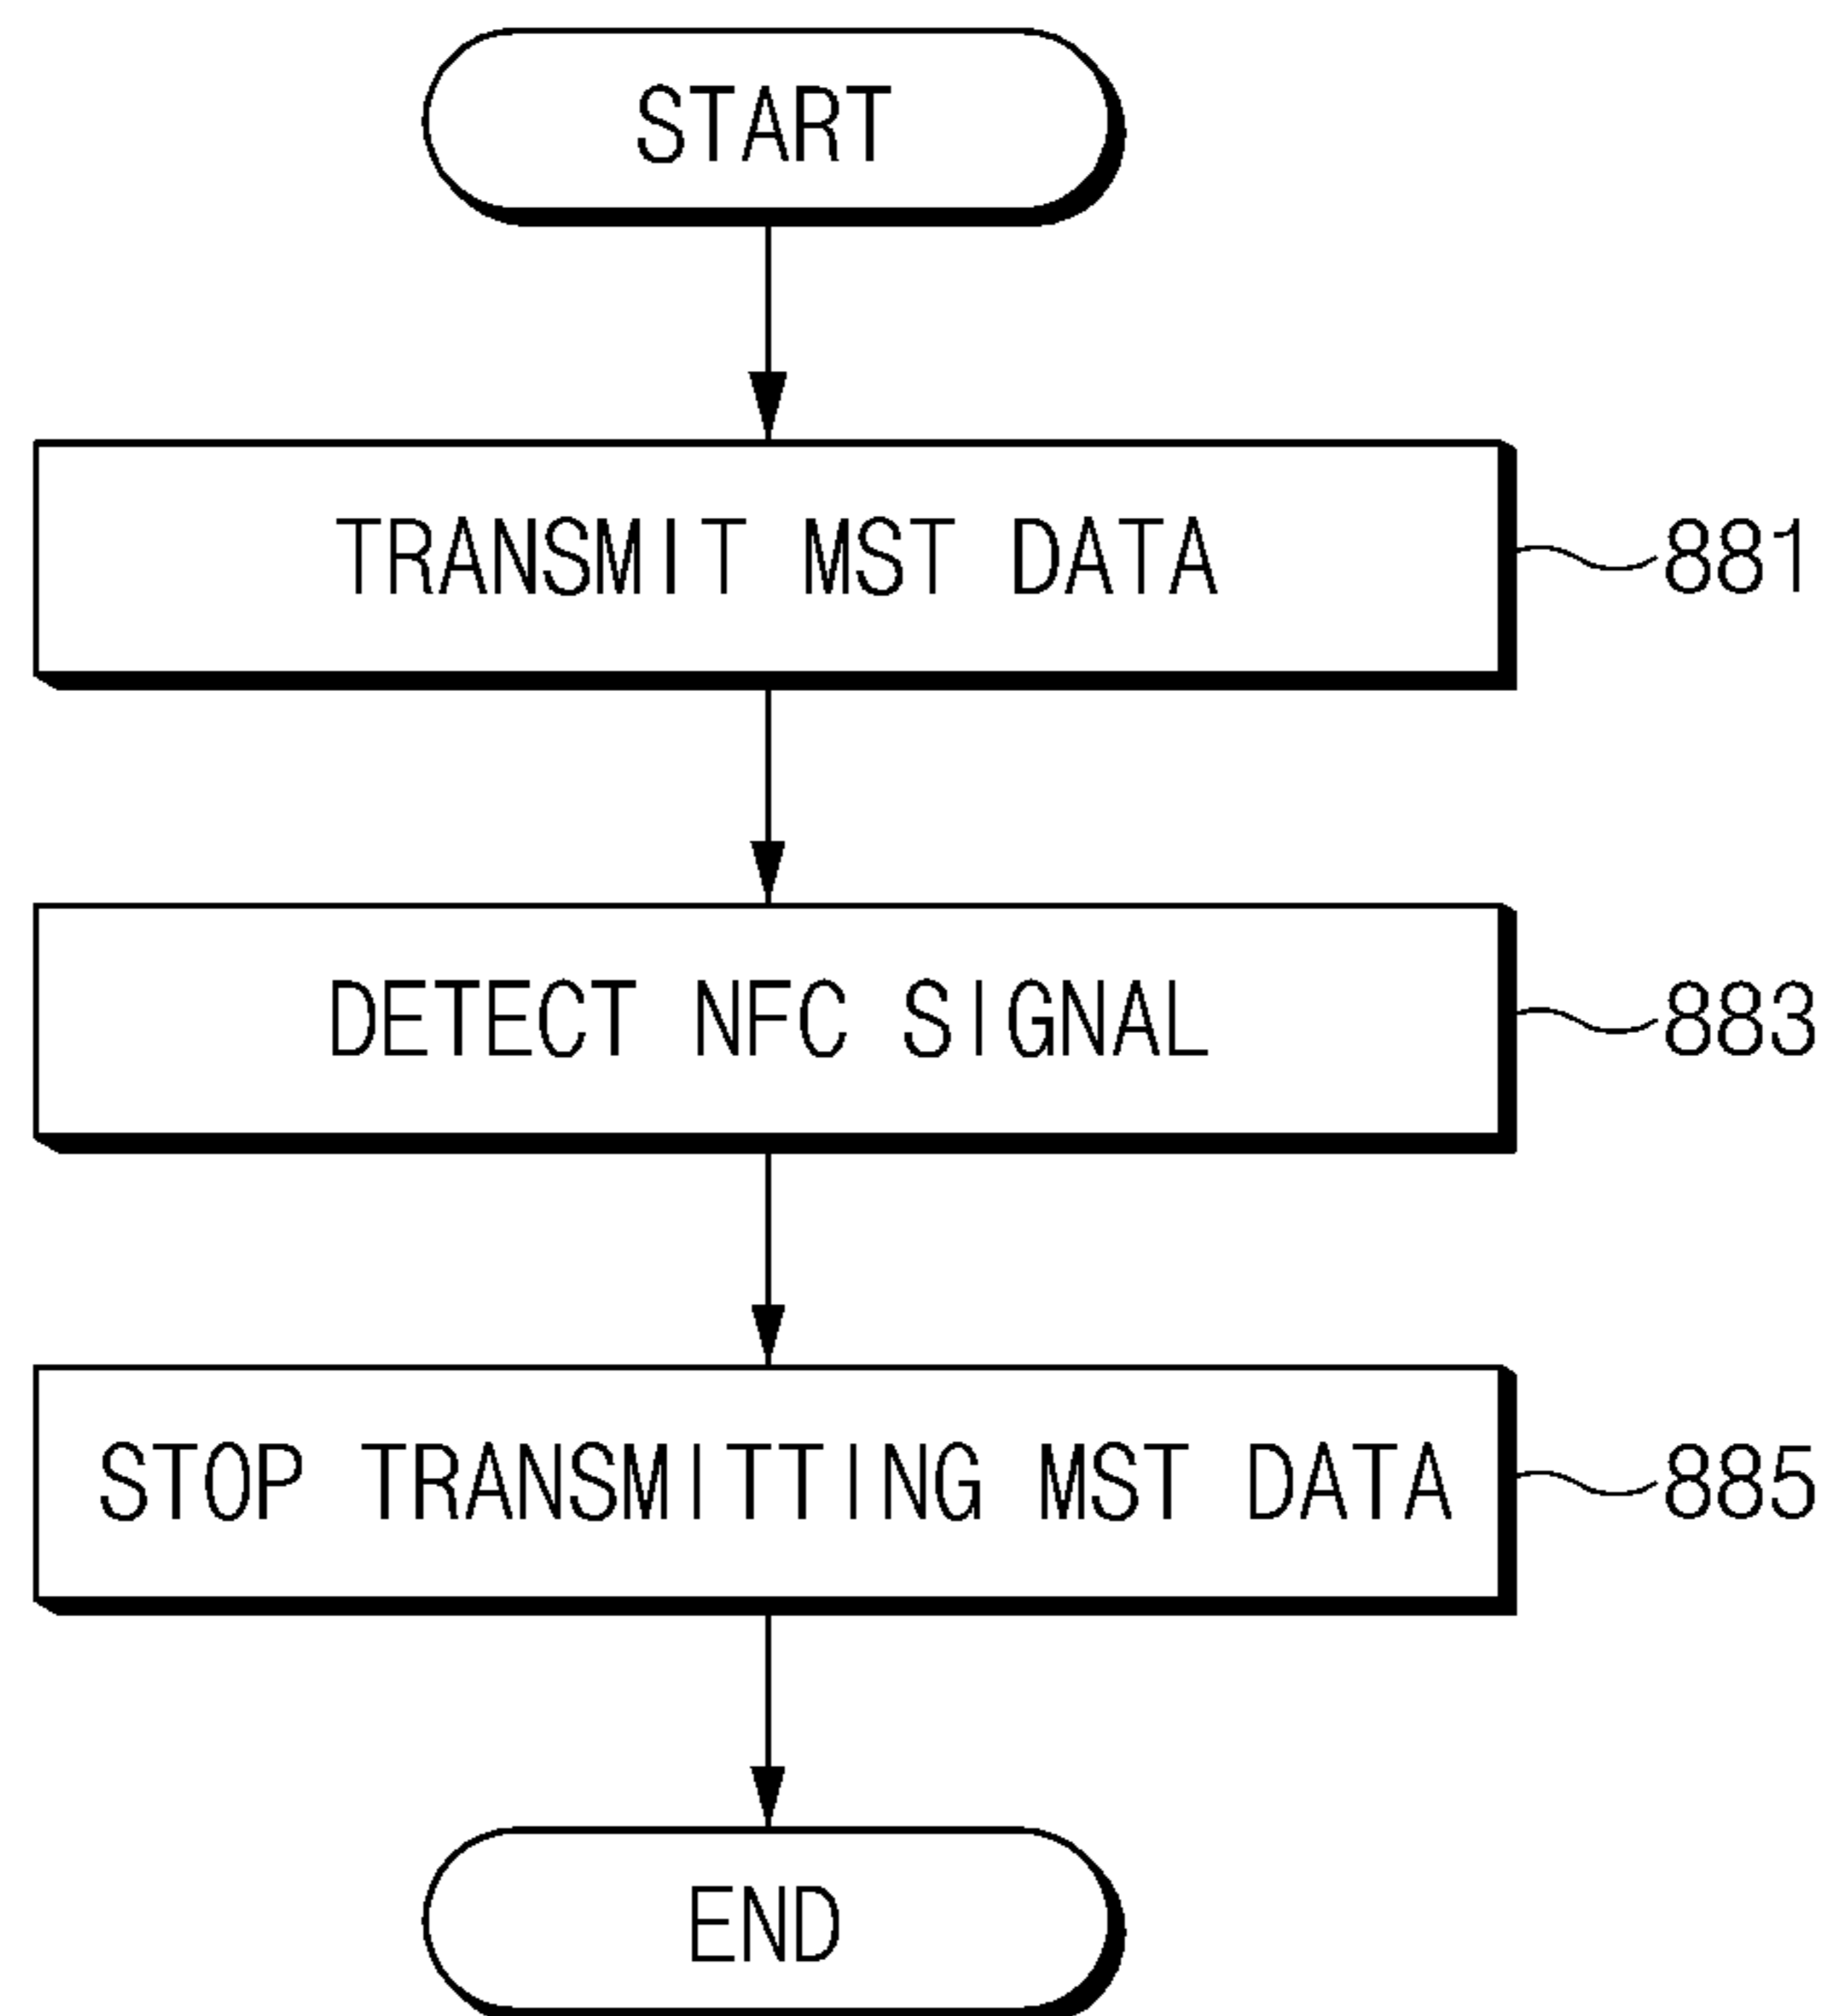 START
TRANSMIT MST DATA
881
DETECT NFC SIGNAL
883
STOP TRANSMITTING MST DATA
885
END